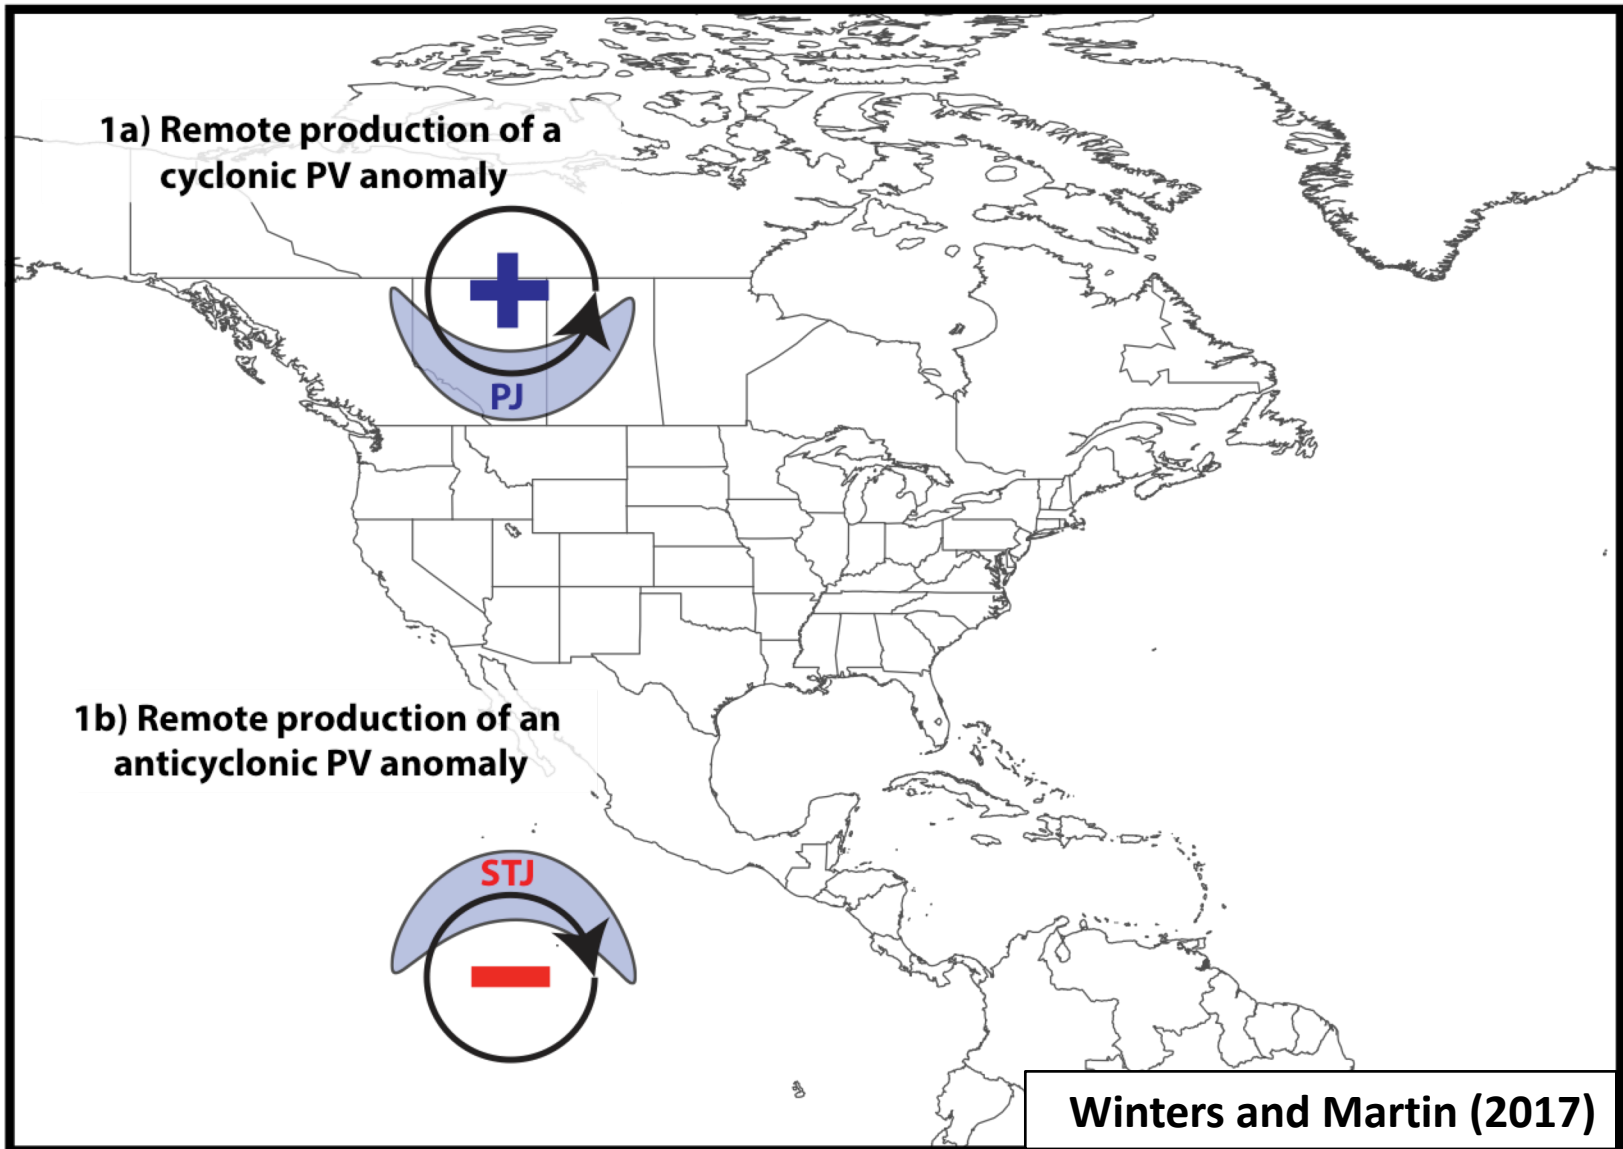 1a) Remote production of a
cyclonic PV anomaly
PJ
1b) Remote production of an
anticyclonic PV anomaly
STJ
Winters and Martin (2017)